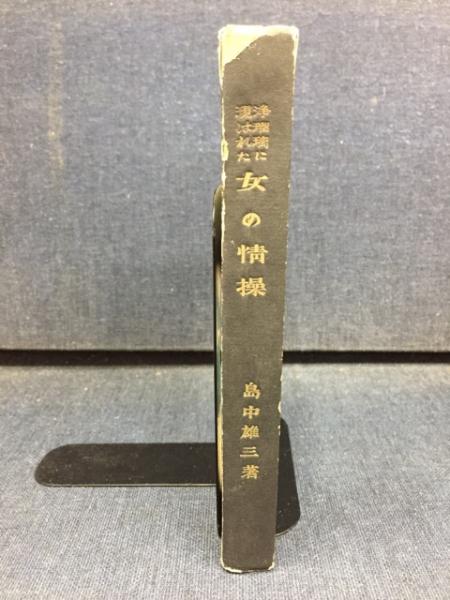 浄瑠璃に
現はれた
女の情操
島中雄三著